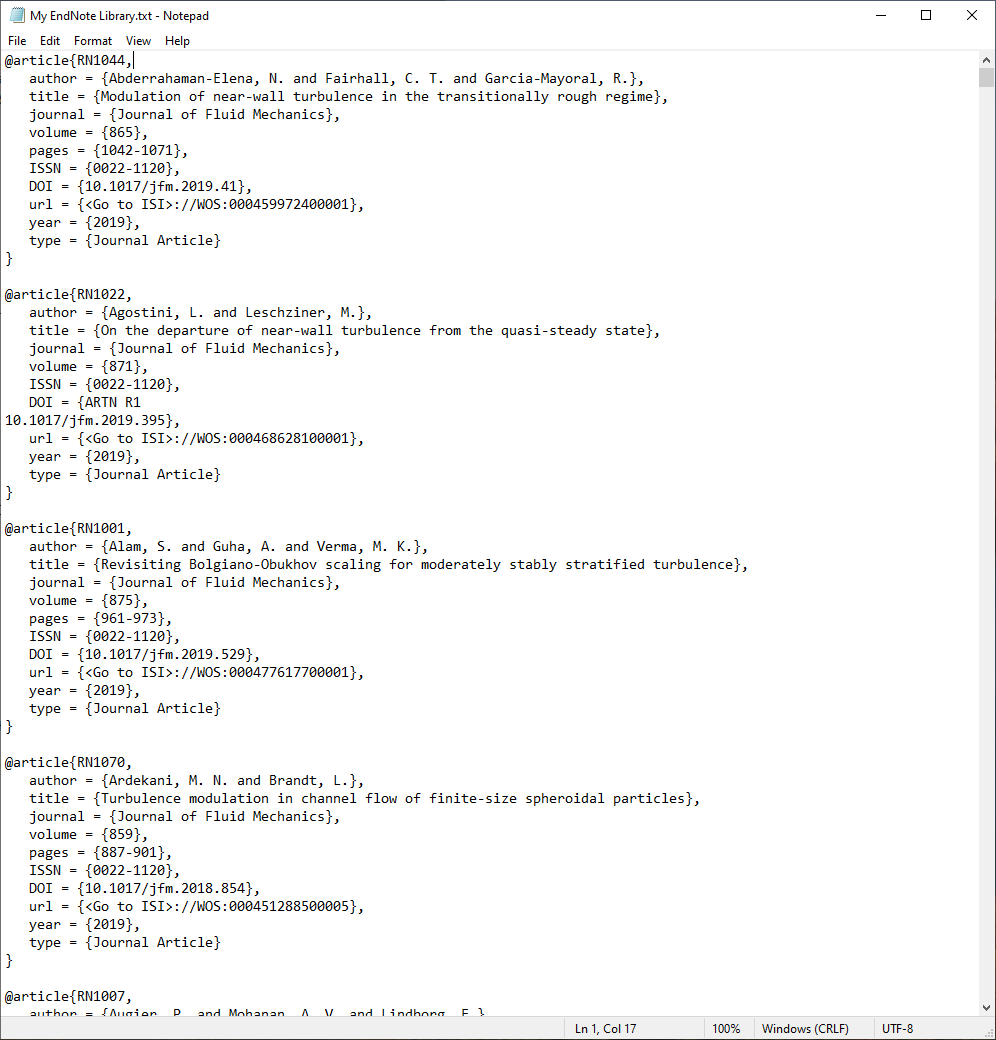 My EndNote Library.txt - Notepad
File Edit Format View Help
@article{RN1044,
   author = {Abderrahaman-Elena, N. and Fairhall, C. T. and Garcia-Mayoral, R.},
   title = {Modulation of near-wall turbulence in the transitionally rough regime},
   journal = {Journal of Fluid Mechanics},
   volume = {865},
   pages = {1042-1071},
   ISSN = {0022-1120},
   DOI = {10.1017/jfm.2019.41},
   url = {<Go to ISI>://WOS:000459972400001},
   year = {2019},
   type = {Journal Article}
}
@article{RN1022,
   author = {Agostini, L. and Leschziner, M.},
   title = {On the departure of near-wall turbulence from the quasi-steady state},
   journal = {Journal of Fluid Mechanics},
   volume = {871},
   ISSN = {0022-1120},
   DOI = {ARTN R1
10.1017/jfm.2019.395},
   url = {<Go to ISI>://WOS:000468628100001},
   year = {2019},
   type = {Journal Article}
}
@article{RN1001,
   author = {Alam, S. and Guha, A. and Verma, M. K.},
   title = {Revisiting Bolgiano-Obukhov scaling for moderately stably stratified turbulence},
   journal = {Journal of Fluid Mechanics},
   volume = {875},
   pages = {961-973},
   ISSN = {0022-1120},
   DOI = {10.1017/jfm.2019.529},
   url = {<Go to ISI>://WOS:000477617700001},
   year = {2019},
   type = {Journal Article}
}
@article{RN1070,
   author = {Ardekani, M. N. and Brandt, L.},
   title = {Turbulence modulation in channel flow of finite-size spheroidal particles},
   journal = {Journal of Fluid Mechanics},
   volume = {859},
   pages = {887-901},
   ISSN = {0022-1120},
   DOI = {10.1017/jfm.2018.854},
   url = {<Go to ISI>://WOS:000451288500005},
   year = {2019},
   type = {Journal Article}
}
@article{RN1007,
   author = {Augier, P. and Mohanan, A. V. and Lindborg, E.}
Ln 1, Col 17 100% Windows (CRLF) UTF-8